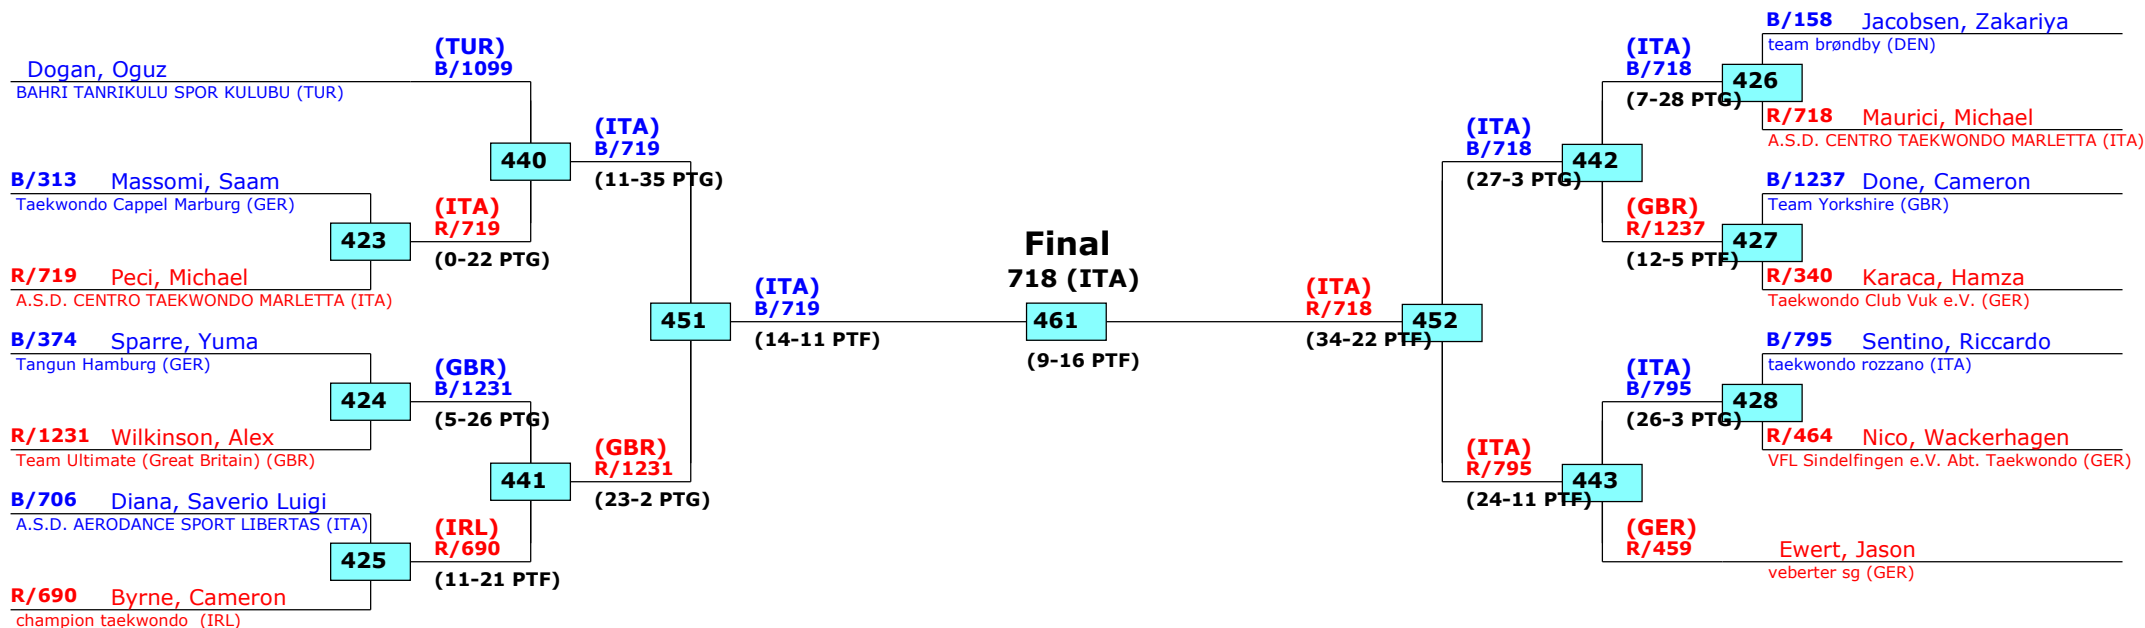 Dogan, Oguz
BAHRI TANRIKULU SPOR KULUBU (TUR)
(TUR)
B/1099
B/313 Massomi, Saam
Taekwondo Cappel Marburg (GER)
423
R/719 Peci, Michael
A.S.D. CENTRO TAEKWONDO MARLETTA (ITA)
(ITA)
R/719
(0-22 PTG)
440
(ITA)
B/719
(11-35 PTG)
B/374 Sparre, Yuma
Tangun Hamburg (GER)
424
R/1231 Wilkinson, Alex
Team Ultimate (Great Britain) (GBR)
(GBR)
B/1231
(5-26 PTG)
B/706 Diana, Saverio Luigi
A.S.D. AERODANCE SPORT LIBERTAS (ITA)
425
R/690 Byrne, Cameron
champion taekwondo (IRL)
(IRL)
R/690
(11-21 PTF)
441
(GBR)
R/1231
(23-2 PTG)
451
(ITA)
B/719
(14-11 PTF)
Final
718 (ITA)
461
(9-16 PTF)
(ITA)
R/718
(34-22 PTF)
452
(ITA)
B/718
(27-3 PTG)
442
(ITA)
B/718
(7-28 PTG)
426
B/158 Jacobsen, Zakariya
team brøndby (DEN)
R/718 Maurici, Michael
A.S.D. CENTRO TAEKWONDO MARLETTA (ITA)
B/1237 Done, Cameron
Team Yorkshire (GBR)
(GBR)
R/1237
(12-5 PTF)
427
R/340 Karaca, Hamza
Taekwondo Club Vuk e.V. (GER)
B/795 Sentino, Riccardo
taekwondo rozzano (ITA)
(ITA)
B/795
(26-3 PTG)
428
R/464 Nico, Wackerhagen
VFL Sindelfingen e.V. Abt. Taekwondo (GER)
(ITA)
R/795
(24-11 PTF)
443
(GER)
R/459
Ewert, Jason
veberter sg (GER)